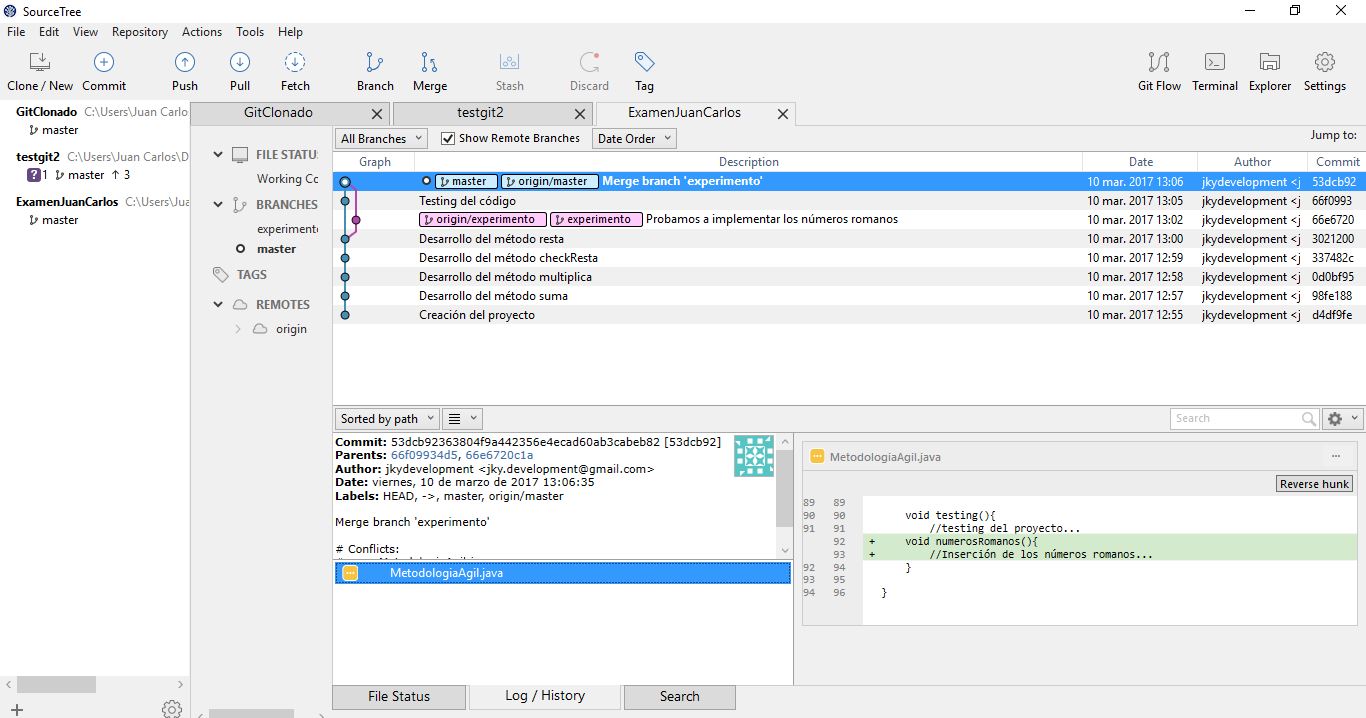 SourceTree
File Edit View Repository Actions Tools Help
Clone / New Commit Push Pull Fetch Branch Merge Stash Discard Tag Git Flow Terminal Explorer Settings
GitClonado C:\Users\Juan Carlo
master
testgit2 C:\Users\Juan Carlos\D
?1 master ↑ 3
ExamenJuanCarlos C:\Users\Jua
master
GitClonado testgit2 ExamenJuanCarlos
FILE STATU
Working Co
BRANCHES
experimento
master
TAGS
REMOTES
origin
All Branches Show Remote Branches Date Order Jump to:
Graph Description Date Author Commit
master origin/master Merge branch 'experimento' 10 mar. 2017 13:06 jkydevelopment <j 53dcb92
Testing del código 10 mar. 2017 13:05 jkydevelopment <j 66f0993
origin/experimento experimento Probamos a implementar los números romanos 10 mar. 2017 13:02 jkydevelopment <j 66e6720
Desarrollo del método resta 10 mar. 2017 13:00 jkydevelopment <j 3021200
Desarrollo del método checkResta 10 mar. 2017 12:59 jkydevelopment <j 337482c
Desarrollo del método multiplica 10 mar. 2017 12:58 jkydevelopment <j 0d0bf95
Desarrollo del método suma 10 mar. 2017 12:57 jkydevelopment <j 98fe188
Creación del proyecto 10 mar. 2017 12:55 jkydevelopment <j d4df9fe
Sorted by path Search
Commit: 53dcb92363804f9a442356e4ecad60ab3cabeb82 [53dcb92]
Parents: 66f09934d5, 66e6720c1a
Author: jkydevelopment <jky.development@gmail.com>
Date: viernes, 10 de marzo de 2017 13:06:35
Labels: HEAD, ->, master, origin/master
Merge branch 'experimento'
# Conflicts:
MetodologiaAgil.java
MetodologiaAgil.java
Reverse hunk
89 89
90 90 void testing(){
91 91 //testing del proyecto...
92 + void numerosRomanos(){
93 + //Inserción de los números romanos...
92 94 }
93 95
94 96 }
File Status Log / History Search